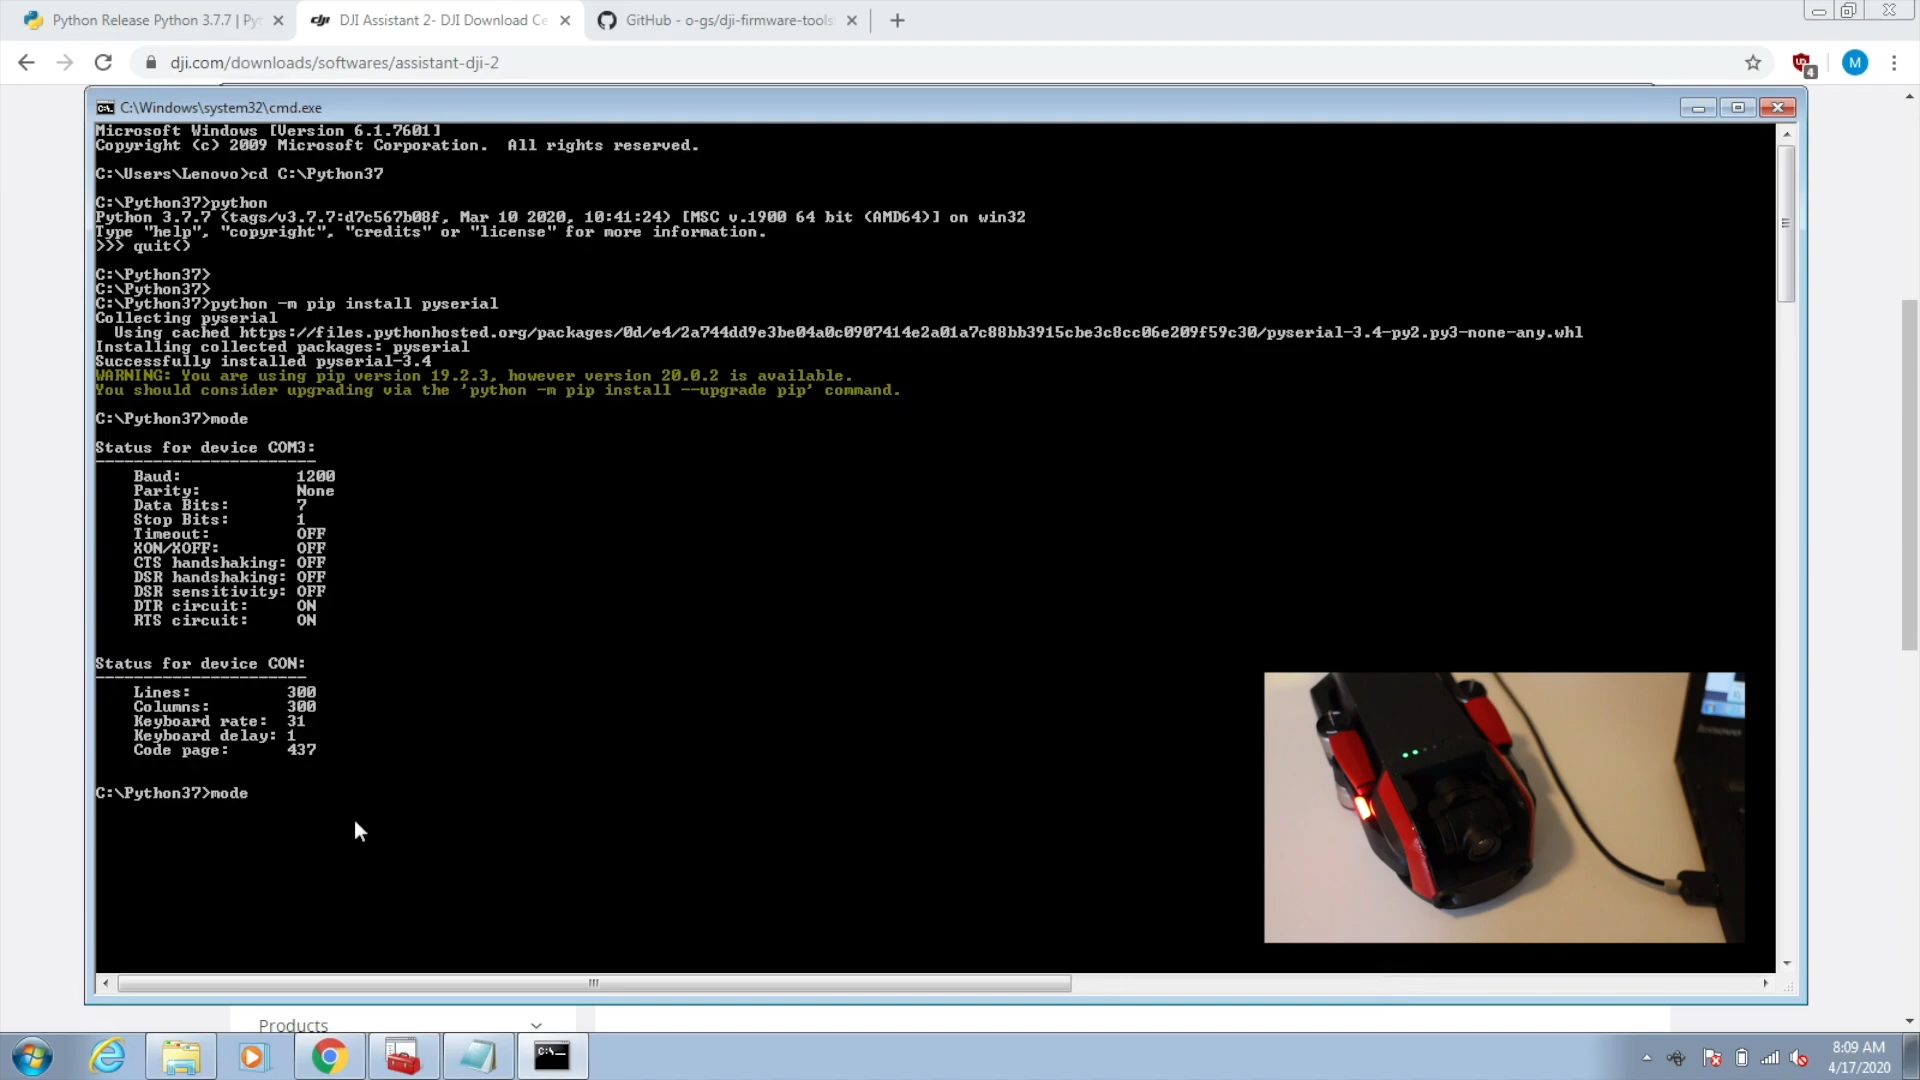 Python Release Python 3.7.7 | Py
DJI Assistant 2- DJI Download Ce
GitHub - o-gs/dji-firmware-tools:
dji.com/downloads/softwares/assistant-dji-2
4
M
C:\Windows\system32\cmd.exe
Microsoft Windows [Version 6.1.7601]
Copyright (c) 2009 Microsoft Corporation.  All rights reserved.
C:\Users\Lenovo>cd C:\Python37
C:\Python37>python
Python 3.7.7 (tags/v3.7.7:d7c567b08f, Mar 10 2020, 10:41:24) [MSC v.1900 64 bit (AMD64)] on win32
Type "help", "copyright", "credits" or "license" for more information.
>>> quit()
C:\Python37>
C:\Python37>
C:\Python37>python -m pip install pyserial
Collecting pyserial
  Using cached https://files.pythonhosted.org/packages/0d/e4/2a744dd9e3be04a0c0907414e2a01a7c88bb3915cbe3c8cc06e209f59c30/pyserial-3.4-py2.py3-none-any.whl
Installing collected packages: pyserial
Successfully installed pyserial-3.4
WARNING: You are using pip version 19.2.3, however version 20.0.2 is available.
You should consider upgrading via the 'python -m pip install --upgrade pip' command.
C:\Python37>mode
Status for device COM3:
-----------------------
    Baud:            1200
    Parity:          None
    Data Bits:       7
    Stop Bits:       1
    Timeout:         OFF
    XON/XOFF:        OFF
    CTS handshaking: OFF
    DSR handshaking: OFF
    DSR sensitivity: OFF
    DTR circuit:     ON
    RTS circuit:     ON
Status for device CON:
----------------------
    Lines:          300
    Columns:        300
    Keyboard rate:  31
    Keyboard delay: 1
    Code page:      437
C:\Python37>mode
lenovo
Products
8:09 AM
4/17/2020